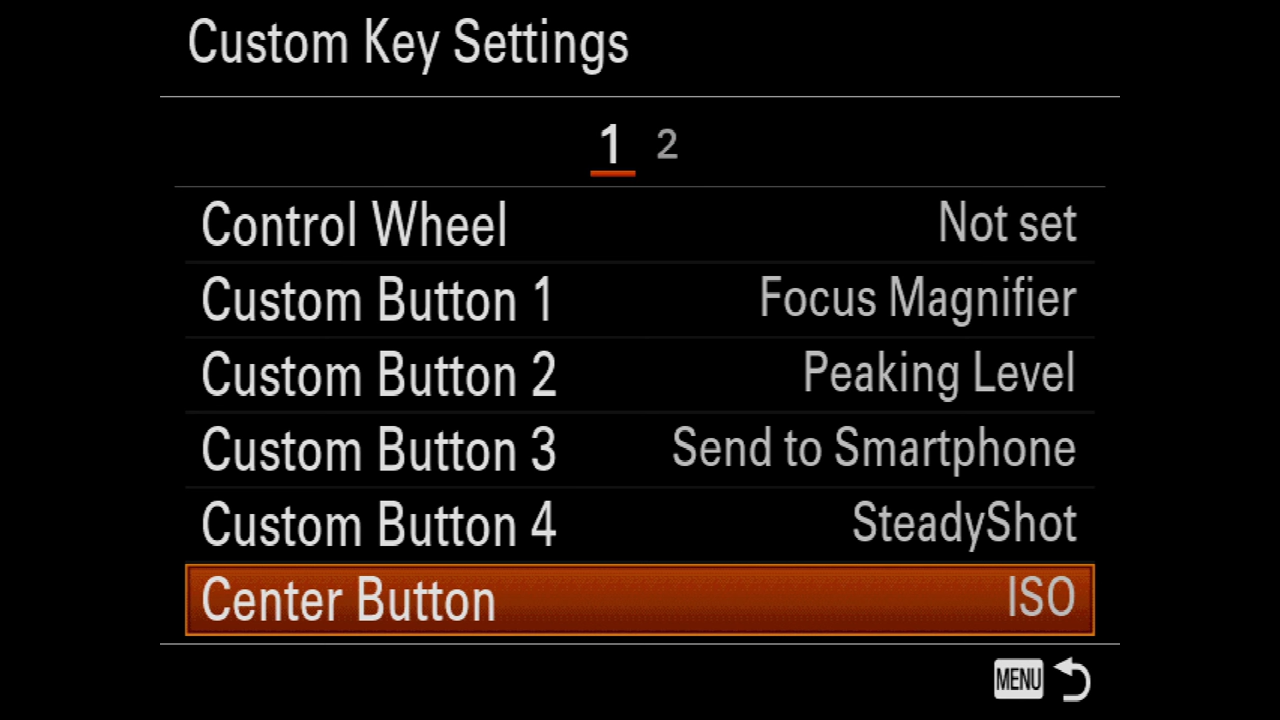 Custom Key Settings
1 2
Control Wheel Not set
Custom Button 1 Focus Magnifier
Custom Button 2 Peaking Level
Custom Button 3 Send to Smartphone
Custom Button 4 SteadyShot
Center Button ISO
MENU